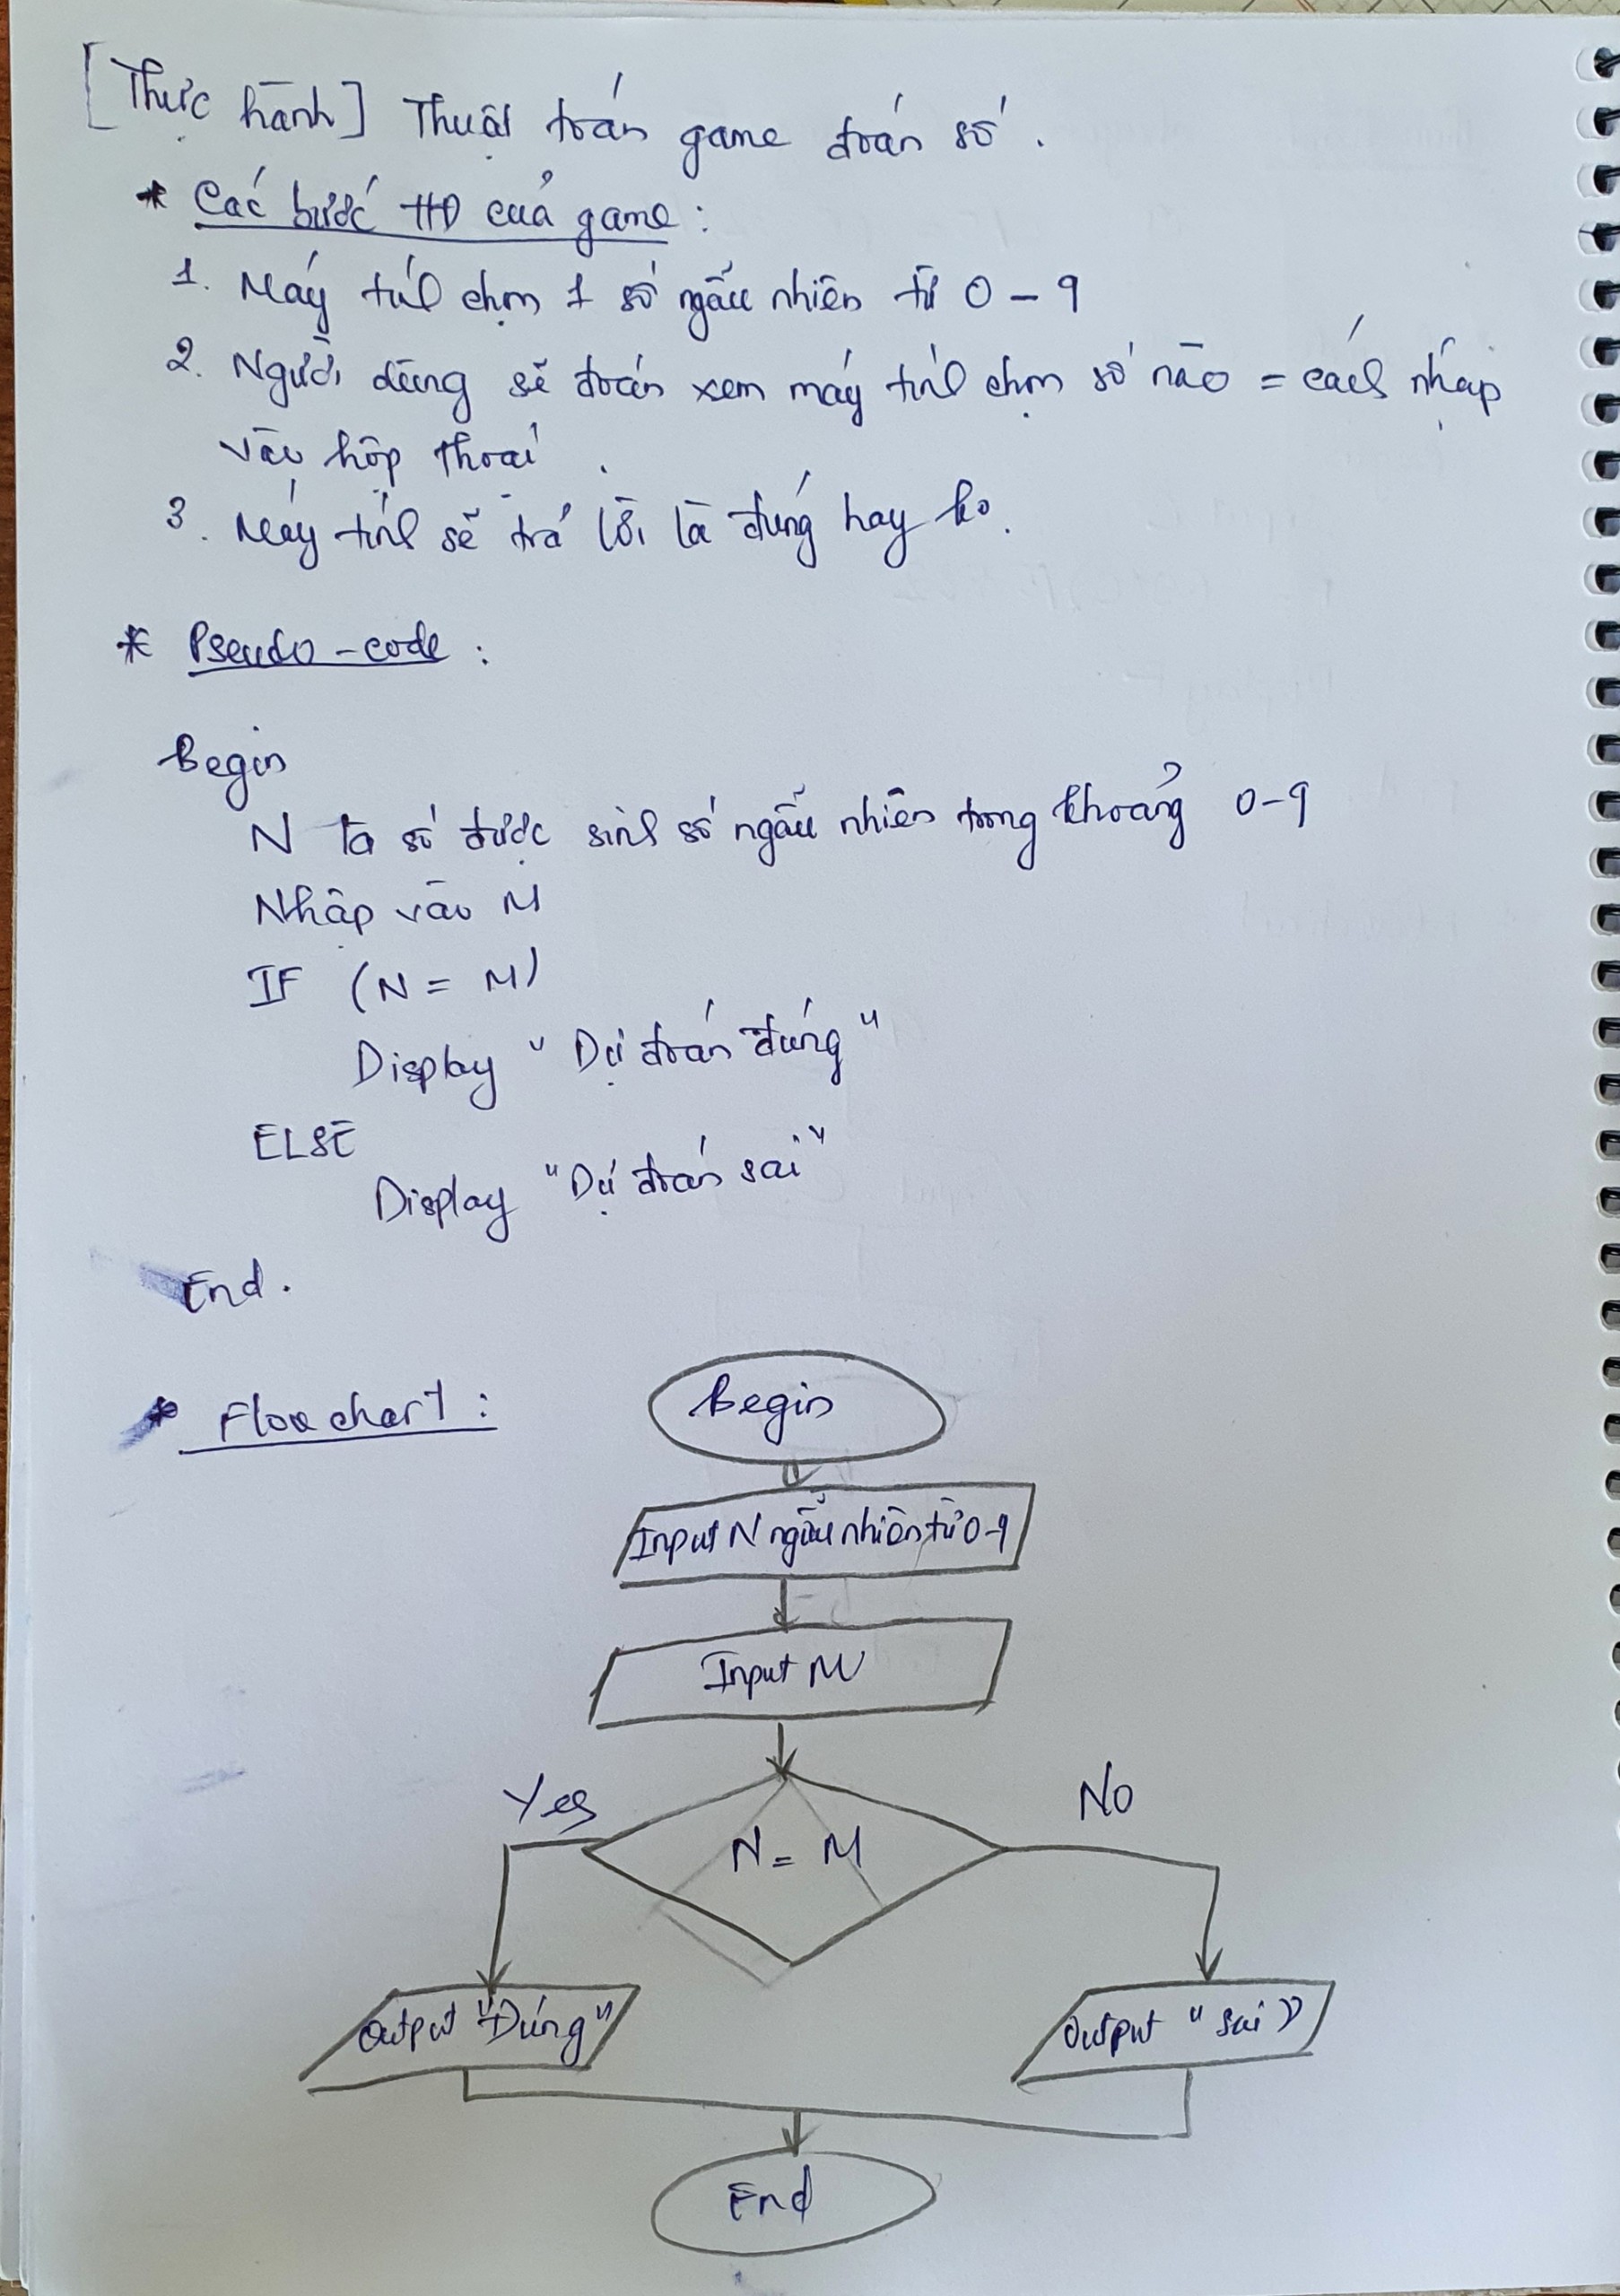 [Thực hành] Thuật toán game đoán số.
* Các bước HĐ của game:
1. Máy tính chọn 1 số ngẫu nhiên từ 0 - 9
2. Người dùng sẽ đoán xem máy tính chọn số nào = cách nhập
vào hộp thoại.
3. Máy tính sẽ trả lời là đúng hay ko.
* Pseudo-code:
Begin
N là số được sinh số ngẫu nhiên trong khoảng 0-9
Nhập vào M
IF (N = M)
Display "Dự đoán đúng"
ELSE
Display "Dự đoán sai"
End.
* Flowchart:
Begin
Input N ngẫu nhiên từ 0-9
Input M
Yes
No
N = M
Output "Đúng"
Output "sai"
End